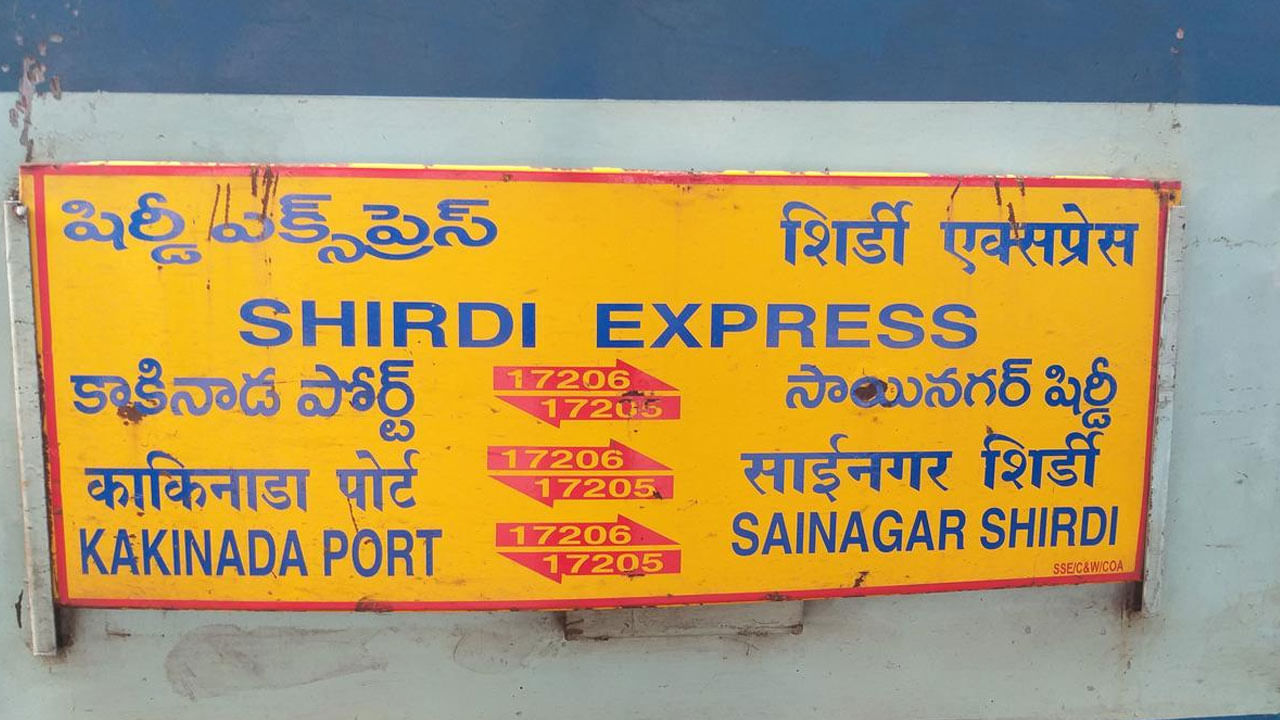 షిర్డీ ఎక్స్‌ప్రెస్ शिर्डी एक्सप्रेस
SHIRDI EXPRESS
కాకినాడ పోర్ట్ 17206 సాయినగర్ షిర్డీ
17205
काकिनाडा पोर्ट 17206 साईनगर शिर्डी
17205
KAKINADA PORT 17206 SAINAGAR SHIRDI
17205
SSE/C&W/COA